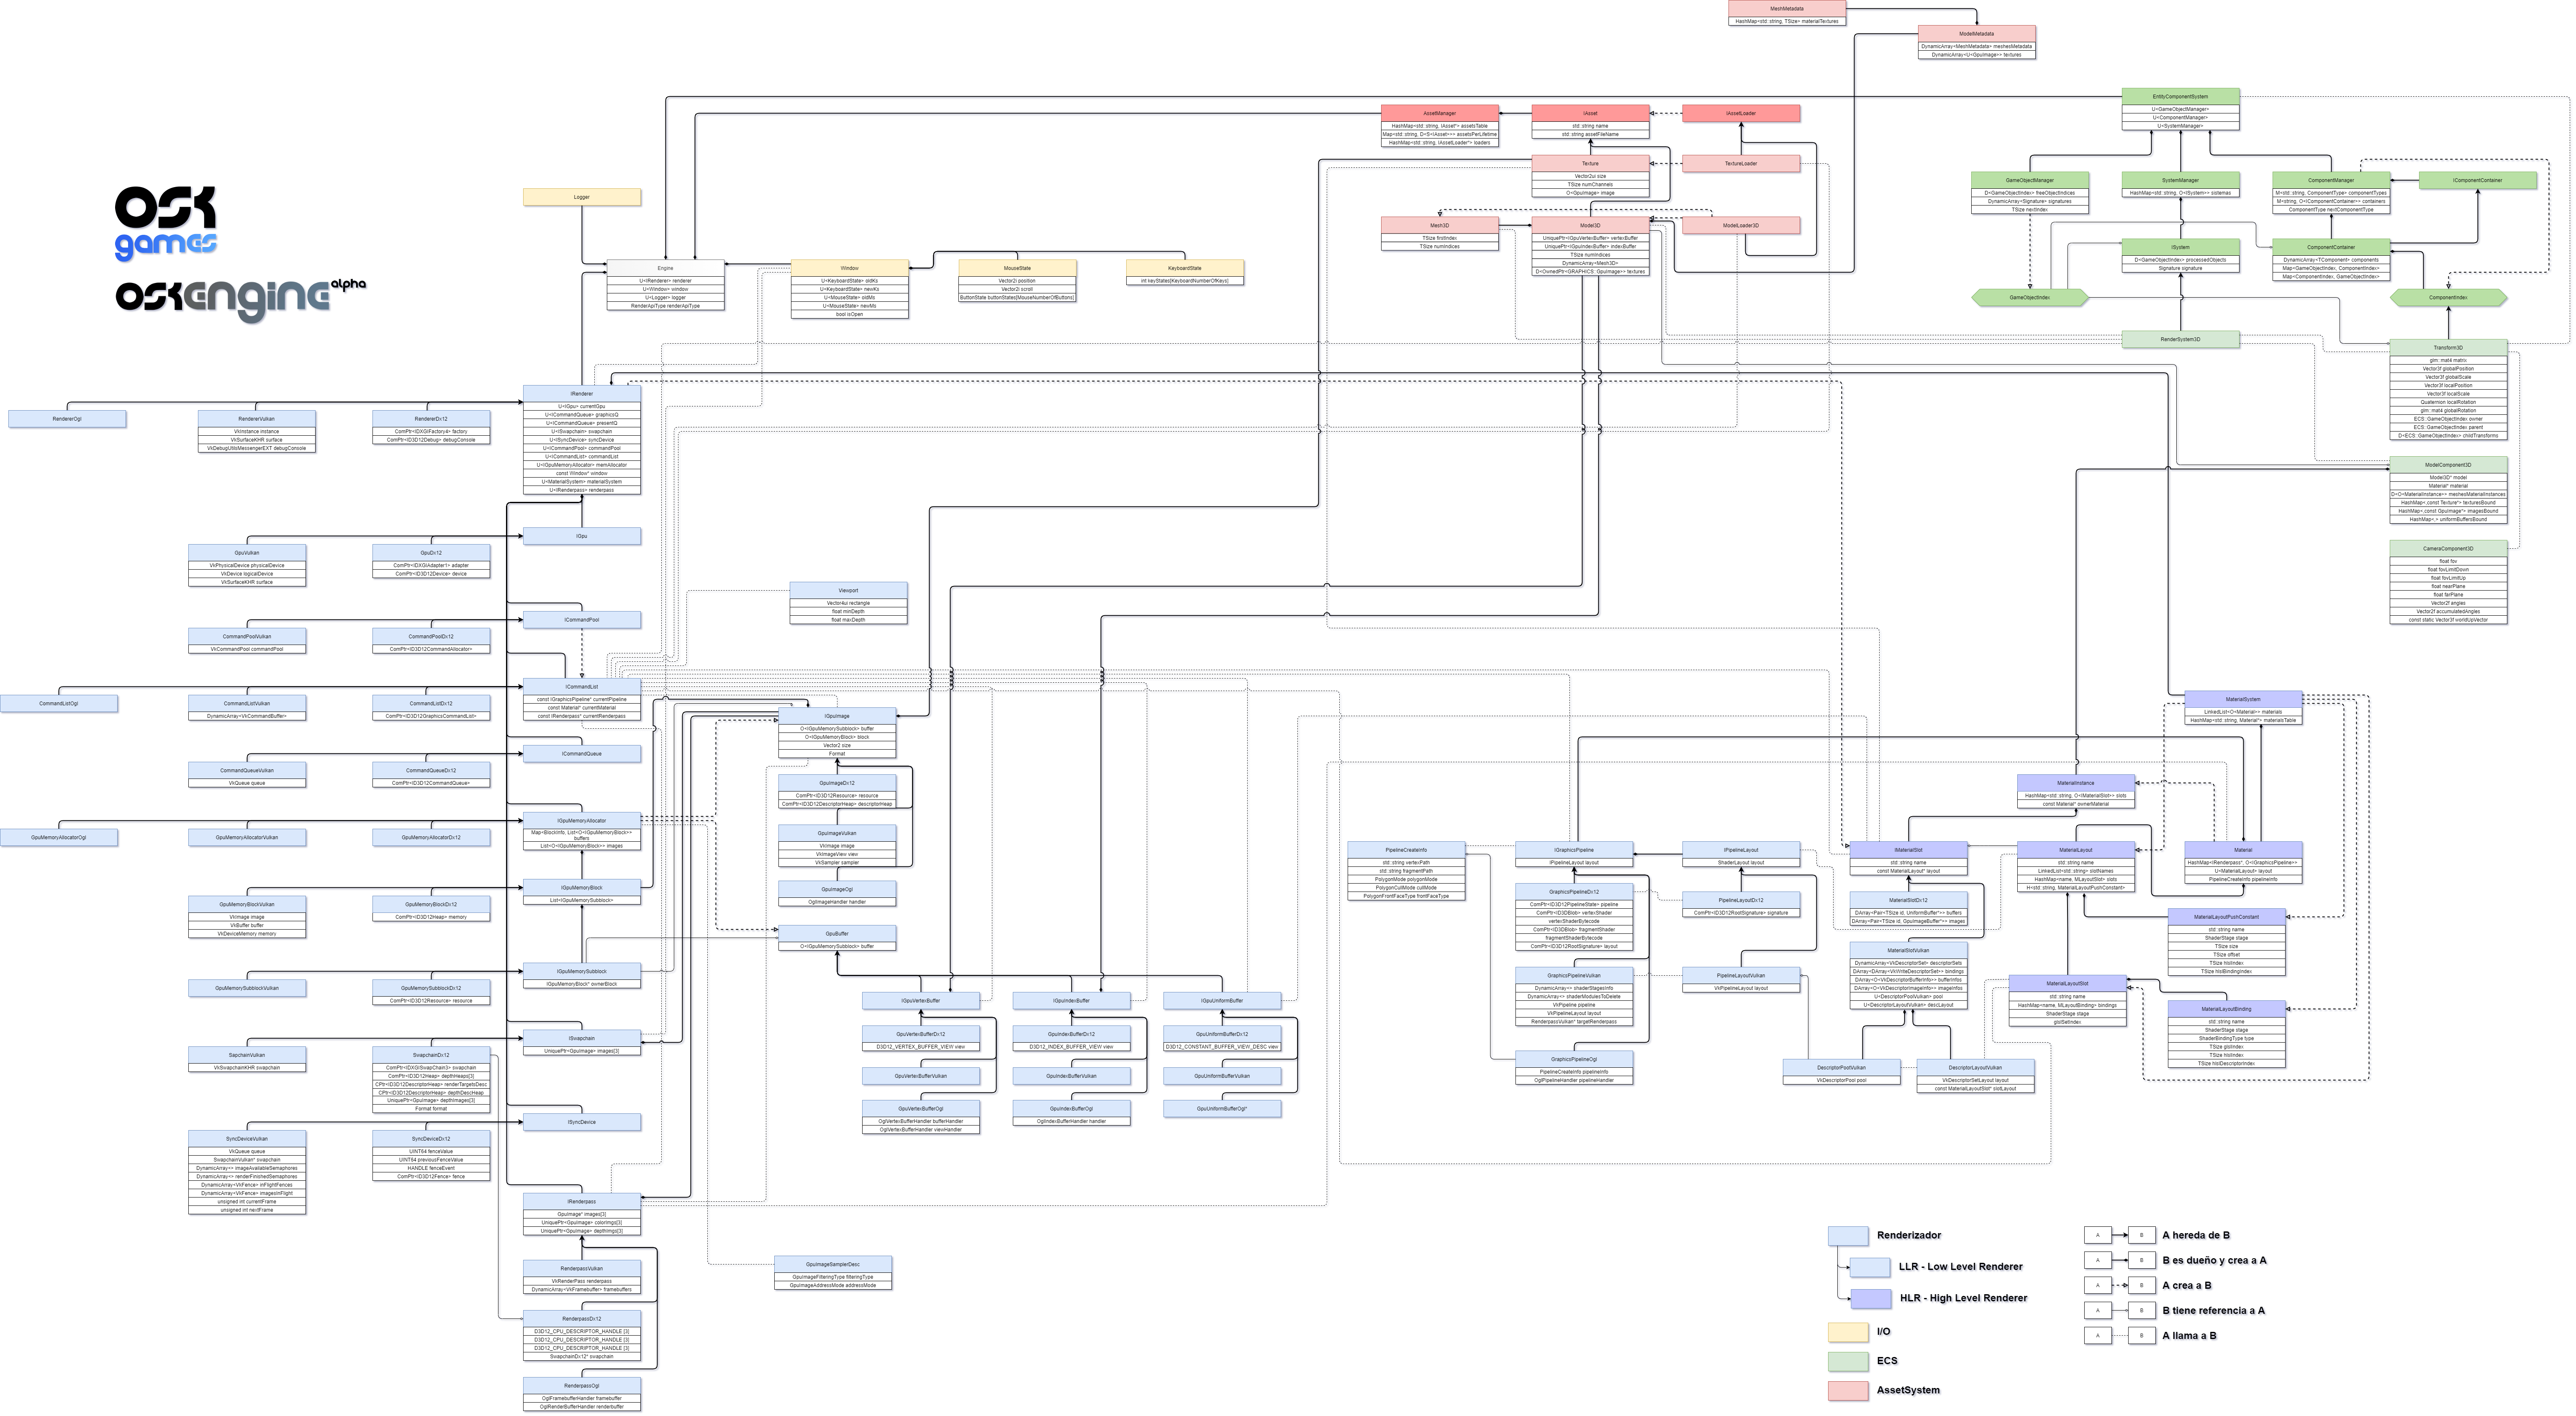 MeshMetadata
HashMap<std::string, TSize> materialTextures
ModelMetadata
DynamicArray<MeshMetadata> meshesMetadata
DynamicArray<U<GpuImage>> textures
OSK
games
OSKengine alpha
Logger
Engine
U<IRenderer> renderer
U<Window> window
U<Logger> logger
RenderApiType renderApiType
Window
U<KeyboardState> oldKs
U<KeyboardState> newKs
U<MouseState> oldMs
U<MouseState> newMs
bool isOpen
MouseState
Vector2i position
Vector2i scroll
ButtonState buttonStates[MouseNumberOfButtons]
KeyboardState
int keyStates[KeyboardNumberOfKeys]
AssetManager
HashMap<std::string, IAsset*> assetsTable
Map<std::string, D<S<IAsset>>> assetsPerLifetime
HashMap<std::string, IAssetLoader*> loaders
IAsset
std::string name
std::string assetFileName
IAssetLoader
Texture
Vector2ui size
TSize numChannels
O<GpuImage> image
TextureLoader
Mesh3D
TSize firstIndex
TSize numIndices
Model3D
UniquePtr<IGpuVertexBuffer> vertexBuffer
UniquePtr<IGpuIndexBuffer> indexBuffer
TSize numIndices
DynamicArray<Mesh3D>
D<OwnedPtr<GRAPHICS::GpuImage>> textures
ModelLoader3D
EntityComponentSystem
U<GameObjectManager>
U<ComponentManager>
U<SystemManager>
GameObjectManager
D<GameObjectIndex> freeObjectIndices
DynamicArray<Signature> signatures
TSize nextIndex
SystemManager
HashMap<std::string, O<ISystem>> sistemas
ComponentManager
M<std::string, ComponentType> componentTypes
M<string, O<IComponentContainer>> containers
ComponentType nextComponentType
IComponentContainer
ISystem
D<GameObjectIndex> processedObjects
Signature signature
ComponentContainer
DynamicArray<TComponent> components
Map<GameObjectIndex, ComponentIndex>
Map<ComponentIndex, GameObjectIndex>
GameObjectIndex
ComponentIndex
RenderSystem3D
Transform3D
glm::mat4 matrix
Vector3f globalPosition
Vector3f globalScale
Vector3f localPosition
Vector3f localScale
Quaternion localRotation
glm::mat4 globalRotation
ECS::GameObjectIndex owner
ECS::GameObjectIndex parent
D<ECS::GameObjectIndex> childTransforms
ModelComponent3D
Model3D* model
Material* material
D<O<MaterialInstance>> meshesMaterialInstances
HashMap<,const Texture*> texturesBound
HashMap<,const GpuImage*> imagesBound
HashMap<,> uniformBuffersBound
CameraComponent3D
float fov
float fovLimitDown
float fovLimitUp
float nearPlane
float farPlane
Vector2f angles
Vector2f accumulatedAngles
const static Vector3f worldUpVector
RendererOgl
RendererVulkan
VkInstance instance
VkSurfaceKHR surface
VkDebugUtilsMessengerEXT debugConsole
RendererDx12
ComPtr<IDXGIFactory4> factory
ComPtr<ID3D12Debug> debugConsole
IRenderer
U<IGpu> currentGpu
U<ICommandQueue> graphicsQ
U<ICommandQueue> presentQ
U<ISwapchain> swapchain
U<ISyncDevice> syncDevice
U<ICommandPool> commandPool
U<ICommandList> commandList
U<IGpuMemoryAllocator> memAllocator
const Window* window
U<MaterialSystem> materialSystem
U<IRenderpass> renderpass
IGpu
GpuVulkan
VkPhysicalDevice physicalDevice
VkDevice logicalDevice
VkSurfaceKHR surface
GpuDx12
ComPtr<IDXGIAdapter1> adapter
ComPtr<ID3D12Device> device
Viewport
Vector4ui rectangle
float minDepth
float maxDepth
ICommandPool
CommandPoolVulkan
VkCommandPool commandPool
CommandPoolDx12
ComPtr<ID3D12CommandAllocator>
ICommandList
const IGraphicsPipeline* currentPipeline
const Material* currentMaterial
const IRenderpass* currentRenderpass
CommandListOgl
CommandListVulkan
DynamicArray<VkCommandBuffer>
CommandListDx12
ComPtr<ID3D12GraphicsCommandList>
ICommandQueue
CommandQueueVulkan
VkQueue queue
CommandQueueDx12
ComPtr<ID3D12CommandQueue>
IGpuMemoryAllocator
Map<BlockInfo, List<O<IGpuMemoryBlock>>
buffers
List<O<IGpuMemoryBlock>> images
GpuMemoryAllocatorOgl
GpuMemoryAllocatorVulkan
GpuMemoryAllocatorDx12
IGpuMemoryBlock
List<IGpuMemorySubblock>
GpuMemoryBlockVulkan
VkImage image
VkBuffer buffer
VkDeviceMemory memory
GpuMemoryBlockDx12
ComPtr<ID3D12Heap> memory
IGpuMemorySubblock
IGpuMemoryBlock* ownerBlock
GpuMemorySubblockVulkan
GpuMemorySubblockDx12
ComPtr<ID3D12Resource> resource
ISwapchain
UniquePtr<GpuImage> images[3]
SapchainVulkan
VkSwapchainKHR swapchain
SwapchainDx12
ComPtr<IDXGISwapChain3> swapchain
ComPtr<ID3D12Heap> depthHeaps[3]
CPtr<ID3D12DescriptorHeap> renderTargetsDesc
CPtr<ID3D12DescriptorHeap> depthDescHeap
UniquePtr<GpuImage> depthImages[3]
Format format
ISyncDevice
SyncDeviceVulkan
VkQueue queue
SwapchainVulkan* swapchain
DynamicArray<> imageAvailableSemaphores
DynamicArray<> renderFinishedSemaphores
DynamicArray<VkFence> inFlightFences
DynamicArray<VkFence> imagesInFlight
unsigned int currentFrame
unsigned int nextFrame
SyncDeviceDx12
UINT64 fenceValue
UINT64 previousFenceValue
HANDLE fenceEvent
ComPtr<ID3D12Fence> fence
IRenderpass
GpuImage* images[3]
UniquePtr<GpuImage> colorImgs[3]
UniquePtr<GpuImage> depthImgs[3]
RenderpassVulkan
VkRenderPass renderpass
DynamicArray<VkFramebuffer> framebuffers
RenderpassDx12
D3D12_CPU_DESCRIPTOR_HANDLE [3]
D3D12_CPU_DESCRIPTOR_HANDLE [3]
D3D12_CPU_DESCRIPTOR_HANDLE [3]
SwapchainDx12* swapchain
RenderpassOgl
OglFramebufferHandler framebuffer
OglRenderBufferHandler renderbuffer
IGpuImage
O<IGpuMemorySubblock> buffer
O<IGpuMemoryBlock> block
Vector2 size
Format
GpuImageDx12
ComPtr<ID3D12Resource> resource
ComPtr<ID3D12DescriptorHeap> descriptorHeap
GpuImageVulkan
VkImage image
VkImageView view
VkSampler sampler
GpuImageOgl
OglImageHandler handler
GpuBuffer
O<IGpuMemorySubblock> buffer
IGpuVertexBuffer
GpuVertexBufferDx12
D3D12_VERTEX_BUFFER_VIEW view
GpuVertexBufferVulkan
GpuVertexBufferOgl
OglVertexBufferHandler bufferHandler
OglVertexBufferHandler viewHandler
IGpuIndexBuffer
GpuIndexBufferDx12
D3D12_INDEX_BUFFER_VIEW view
GpuIndexBufferVulkan
GpuIndexBufferOgl
OglIndexBufferHandler handler
IGpuUniformBuffer
GpuUniformBufferDx12
D3D12_CONSTANT_BUFFER_VIEW_DESC view
GpuUniformBufferVulkan
GpuUniformBufferOgl*
GpuImageSamplerDesc
GpuImageFilteringType filteringType
GpuImageAddressMode addressMode
PipelineCreateInfo
std::string vertexPath
std::string fragmentPath
PolygonMode polygonMode
PolygonCullMode cullMode
PolygonFrontFaceType frontFaceType
IGraphicsPipeline
IPipelineLayout layout
GraphicsPipelineDx12
ComPtr<ID3D12PipelineState> pipeline
ComPtr<ID3DBlob> vertexShader
vertexShaderBytecode
ComPtr<ID3DBlob> fragmentShader
fragmentShaderBytecode
ComPtr<ID3D12RootSignature> layout
GraphicsPipelineVulkan
DynamicArray<> shaderStagesInfo
DynamicArray<> shaderModulesToDelete
VkPipeline pipeline
VkPipelineLayout layout
RenderpassVulkan* targetRenderpass
GraphicsPipelineOgl
PipelineCreateInfo pipelineInfo
OglPipelineHandler pipelineHandler
IPipelineLayout
ShaderLayout layout
PipelineLayoutDx12
ComPtr<ID3D12RootSignature> signature
PipelineLayoutVulkan
VkPipelineLayout layout
IMaterialSlot
std::string name
const MaterialLayout* layout
MaterialSlotDx12
DArray<Pair<TSize id, UniformBuffer*>> buffers
DArray<Pair<TSize id, GpuImageBuffer*>> images
MaterialSlotVulkan
DynamicArray<VkDescriptorSet> descriptorSets
DArray<DArray<VkWriteDescriptorSet>> bindings
DArray<O<VkDescriptorBufferInfo>> bufferInfos
DArray<O<VkDescriptorImageInfo>> imageInfos
U<DescriptorPoolVulkan> pool
U<DescriptorLayoutVulkan> descLayout
DescriptorPoolVulkan
VkDescriptorPool pool
DescriptorLayoutVulkan
VkDescriptorSetLayout layout
const MaterialLayoutSlot* slotLayout
MaterialSystem
LinkedList<O<Material>> materials
HashMap<std::string, Material*> materialsTable
MaterialInstance
HashMap<std::string, O<IMaterialSlot>> slots
const Material* ownerMaterial
MaterialLayout
std::string name
LinkedList<std::string> slotNames
HashMap<name, MLayoutSlot> slots
H<std::string, MaterialLayoutPushConstant>
Material
HashMap<IRenderpass*, O<IGraphicsPipeline>>
U<MaterialLayout> layout
PipelineCreateInfo pipelineInfo
MaterialLayoutPushConstant
std::string name
ShaderStage stage
TSize size
TSize offset
TSize hlslIndex
TSize hlslBindingIndex
MaterialLayoutSlot
std::string name
HashMap<name, MLayoutBinding> bindings
ShaderStage stage
glslSetIndex
MaterialLayoutBinding
std::string name
ShaderStage stage
ShaderBindingType type
TSize glslIndex
TSize hlslIndex
TSize hlslDescriptorIndex
Renderizador
LLR - Low Level Renderer
HLR - High Level Renderer
I/O
ECS
AssetSystem
A
B
A hereda de B
A
B
B es dueño y crea a A
A
B
A crea a B
A
B
B tiene referencia a A
A
B
A llama a B